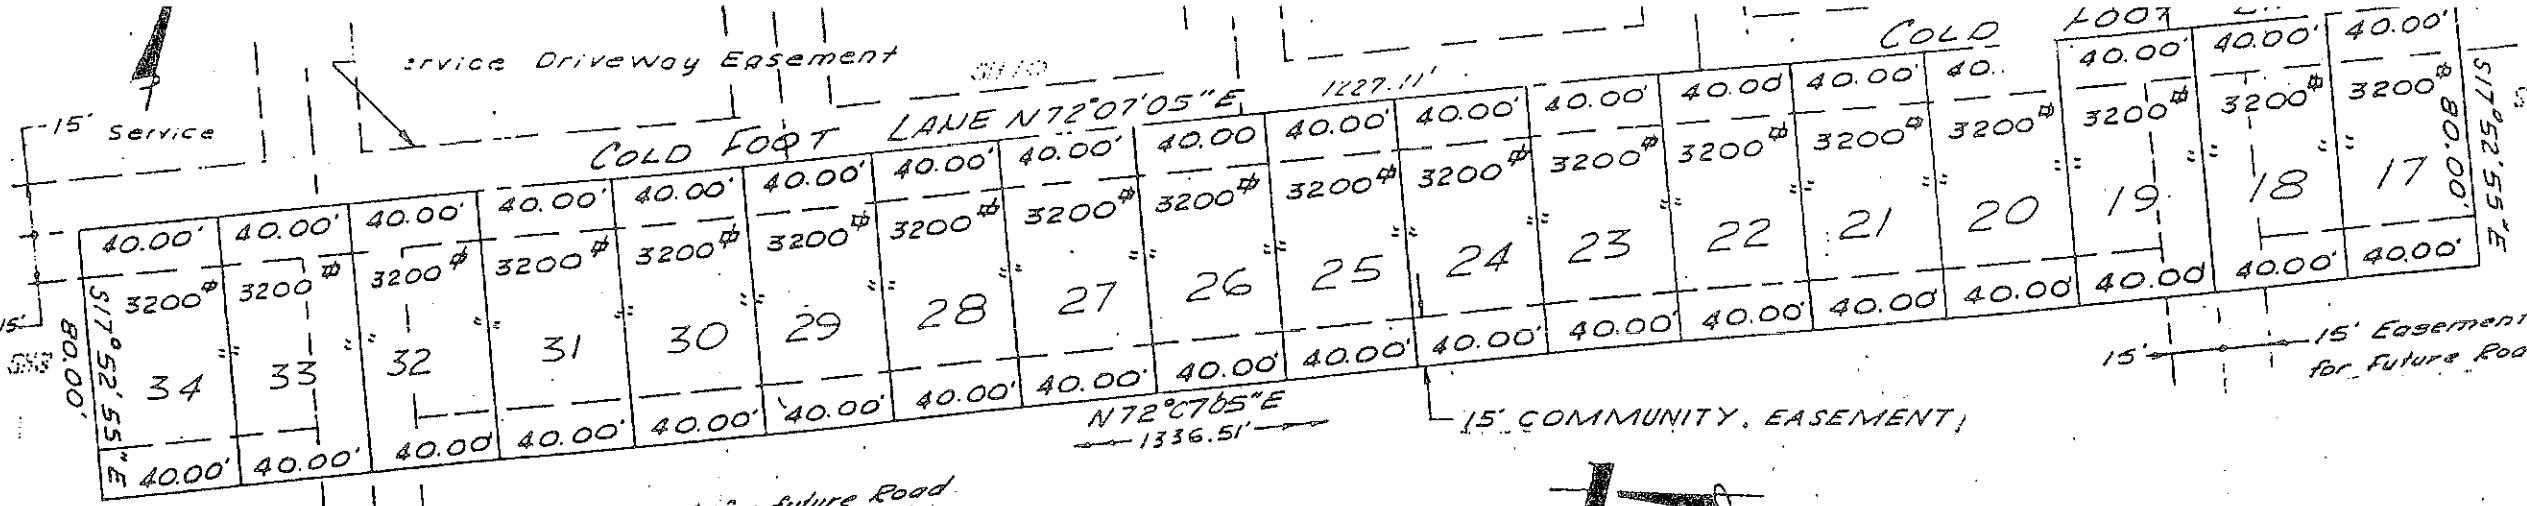 COLD FOOT
Service Driveway Easement
15' Service
COLD FOOT LANE N72°07'05"E 1227.11'
40.00' 40.00' 40.00' 40.00' 40.00' 40.00' 40.00' 40.00' 40.00 40.00' 40.00' 40.00' 40.00 40.00' 40. 40.00' 40.00' 40.00'
3200⌗ 3200⌗ 3200⌗ 3200⌗ 3200⌗ 3200⌗ 3200⌗ 3200⌗ 3200⌗ 3200⌗ 3200⌗ 3200⌗ 3200⌗ 3200⌗ 3200⌗ 3200⌗ 3200⌗ 3200⌗
34 33 32 31 30 29 28 27 26 25 24 23 22 21 20 19 18 17
S17°52'55"E
80.00'
S17°52'55"E
80.00'
15'
40.00' 40.00' 40.00' 40.00' 40.00' 40.00' 40.00' 40.00' 40.00' 40.00' 40.00' 40.00' 40.00' 40.00' 40.00' 40.00' 40.00' 40.00'
N72°07'05"E
1336.51'
15' COMMUNITY. EASEMENT
15'
15' Easement
for future Road
future Road